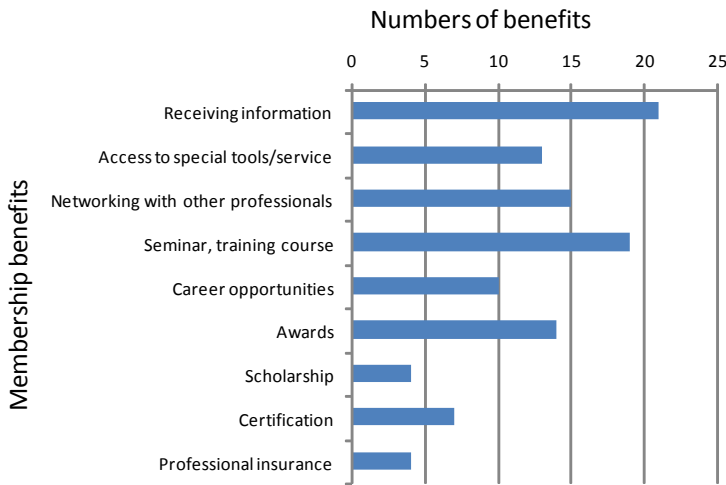 Numbers of benefits
0 5 10 15 20 25
Receiving information
Access to special tools/service
Networking with other professionals
Seminar, training course
Career opportunities
Awards
Scholarship
Certification
Professional insurance
Membership benefits